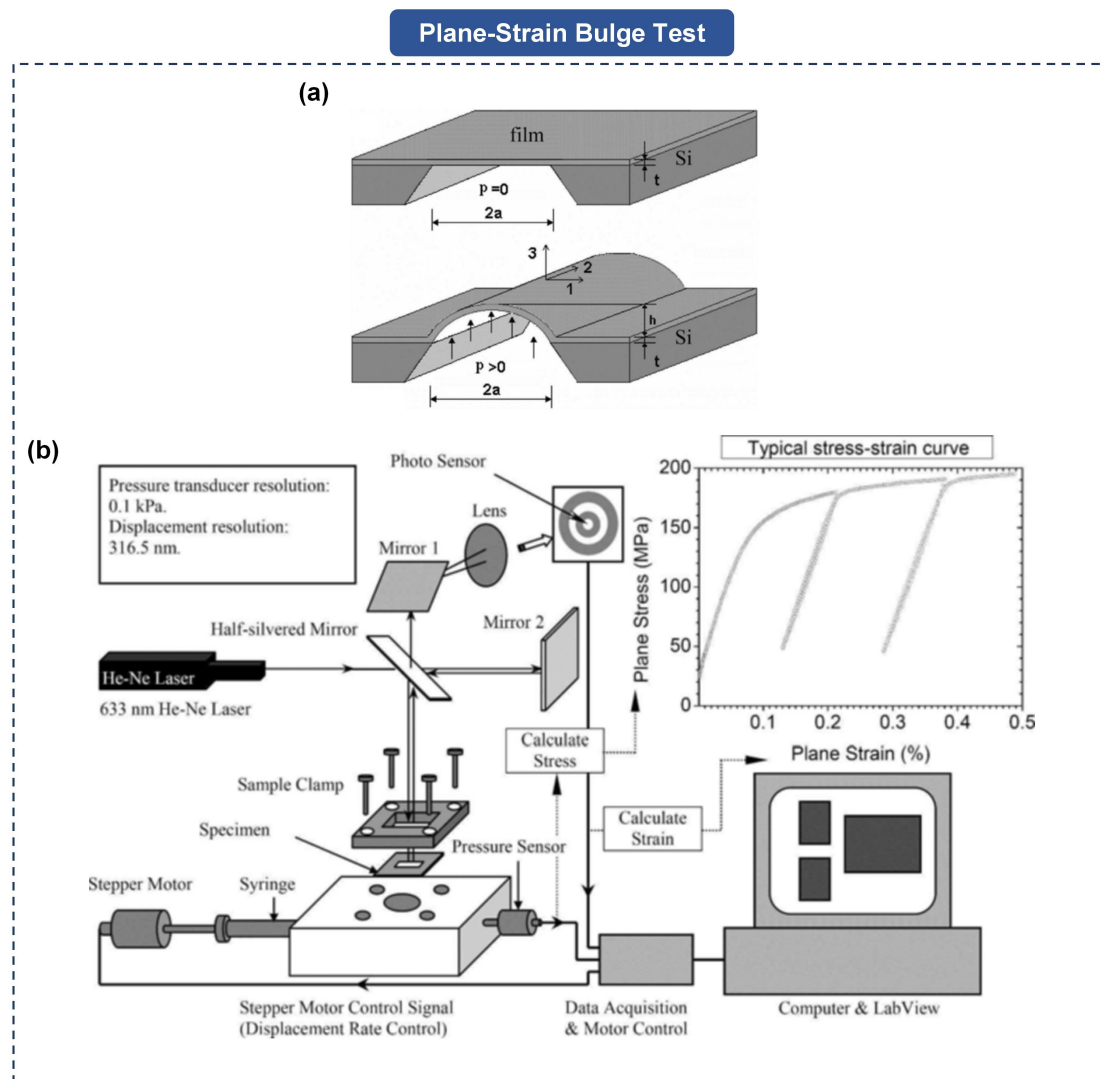 Plane-Strain Bulge Test
(a)
film
Si
t
p=0
2a
3
2
1
h
Si
t
p >0
2a
(b)
Pressure transducer resolution:
0.1 kPa.
Displacement resolution:
316.5 nm.
Photo Sensor
Lens
Mirror 1
Half-silvered Mirror
Mirror 2
He-Ne Laser
633 nm He-Ne Laser
Typical stress-strain curve
Plane Stress (MPa)
200
150
100
50
0
0.1
0.2
0.3
0.4
0.5
Plane Strain (%)
Calculate
Stress
Calculate
Strain
Sample Clamp
Specimen
Pressure Sensor
Stepper Motor
Syringe
Stepper Motor Control Signal
(Displacement Rate Control)
Data Acquisition
& Motor Control
Computer & LabView